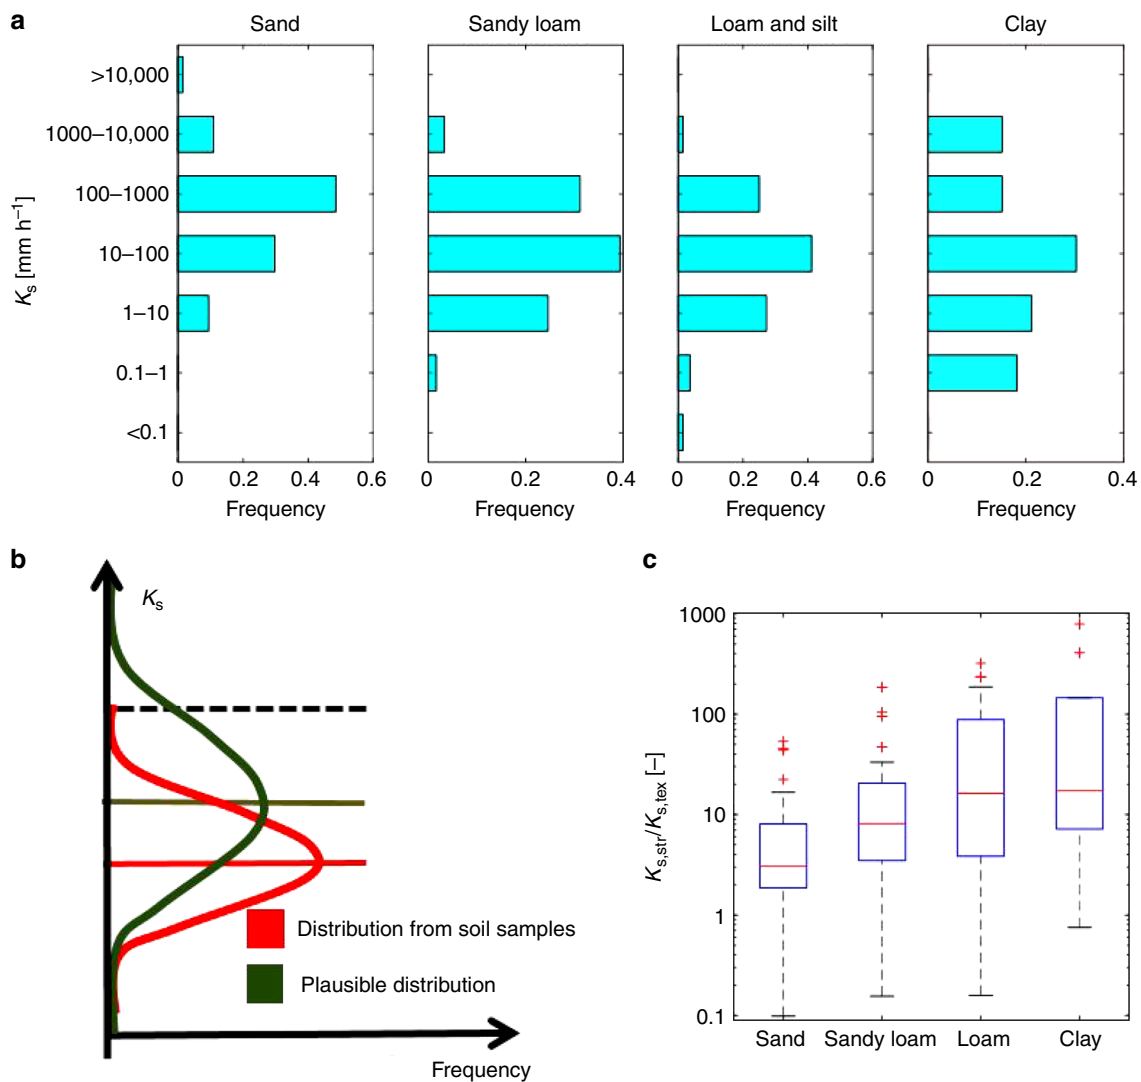 a
Sand
Sandy loam
Loam and silt
Clay
>10,000
1000–10,000
100–1000
10–100
1–10
0.1–1
<0.1
Ks [mm h–1]
0 0.2 0.4 0.6
0 0.2 0.4
0 0.2 0.4 0.6
0 0.2 0.4
Frequency
Frequency
Frequency
Frequency
b
Ks
Distribution from soil samples
Plausible distribution
Frequency
c
1000
100
10
1
0.1
Ks,str/Ks,tex [–]
Sand Sandy loam Loam Clay